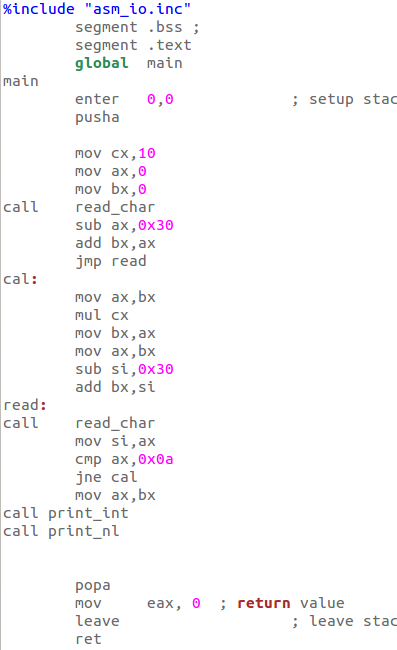 %include "asm_io.inc"
segment .bss ;
segment .text
global main
main
enter 0,0 ; setup stac
pusha
mov cx,10
mov ax,0
mov bx,0
call read_char
sub ax,0x30
add bx,ax
jmp read
cal:
mov ax,bx
mul cx
mov bx,ax
mov ax,bx
sub si,0x30
add bx,si
read:
call read_char
mov si,ax
cmp ax,0x0a
jne cal
mov ax,bx
call print_int
call print_nl
popa
mov eax, 0 ; return value
leave ; leave stac
ret